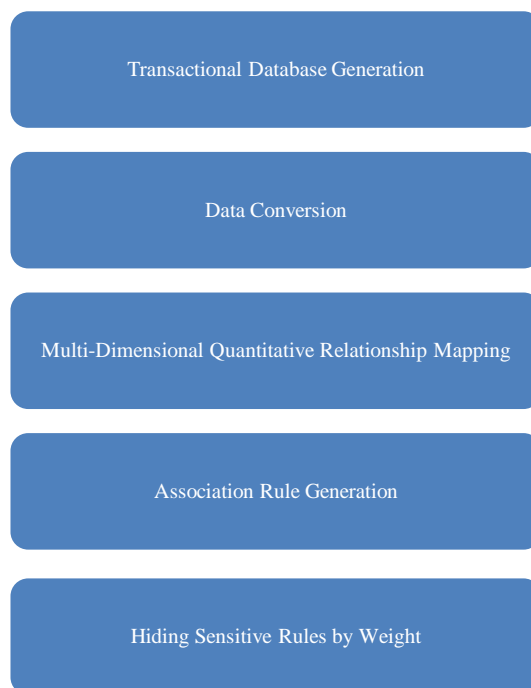 Transactional Database Generation
Data Conversion
Multi-Dimensional Quantitative Relationship Mapping
Association Rule Generation
Hiding Sensitive Rules by Weight